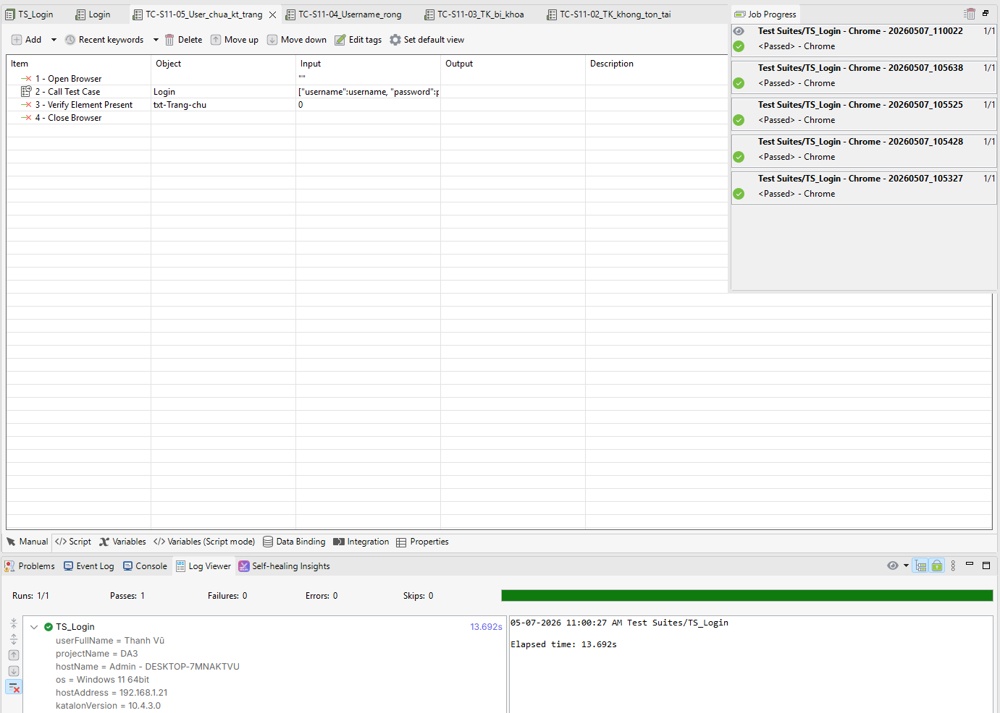 TS_Login
Login
TC-S11-05_User_chua_kt_trang
TC-S11-04_Username_rong
TC-S11-03_TK_bi_khoa
TC-S11-02_TK_khong_ton_tai
Add
Recent keywords
Delete
Move up
Move down
Edit tags
Set default view
Item Object Input Output Description
1 - Open Browser ""
2 - Call Test Case Login ["username":username, "password":p
3 - Verify Element Present txt-Trang-chu 0
4 - Close Browser
Job Progress
Test Suites/TS_Login - Chrome - 20260507_110022 1/1
<Passed> - Chrome
Test Suites/TS_Login - Chrome - 20260507_105638 1/1
<Passed> - Chrome
Test Suites/TS_Login - Chrome - 20260507_105525 1/1
<Passed> - Chrome
Test Suites/TS_Login - Chrome - 20260507_105428 1/1
<Passed> - Chrome
Test Suites/TS_Login - Chrome - 20260507_105327 1/1
<Passed> - Chrome
Manual
</> Script
Variables
</> Variables (Script mode)
Data Binding
Integration
Properties
Problems
Event Log
Console
Log Viewer
Self-healing Insights
Runs: 1/1 Passes: 1 Failures: 0 Errors: 0 Skips: 0
TS_Login 13.692s
userFullName = Thanh Vũ
projectName = DA3
hostName = Admin - DESKTOP-7MNAKTVU
os = Windows 11 64bit
hostAddress = 192.168.1.21
katalonVersion = 10.4.3.0
05-07-2026 11:00:27 AM Test Suites/TS_Login
Elapsed time: 13.692s